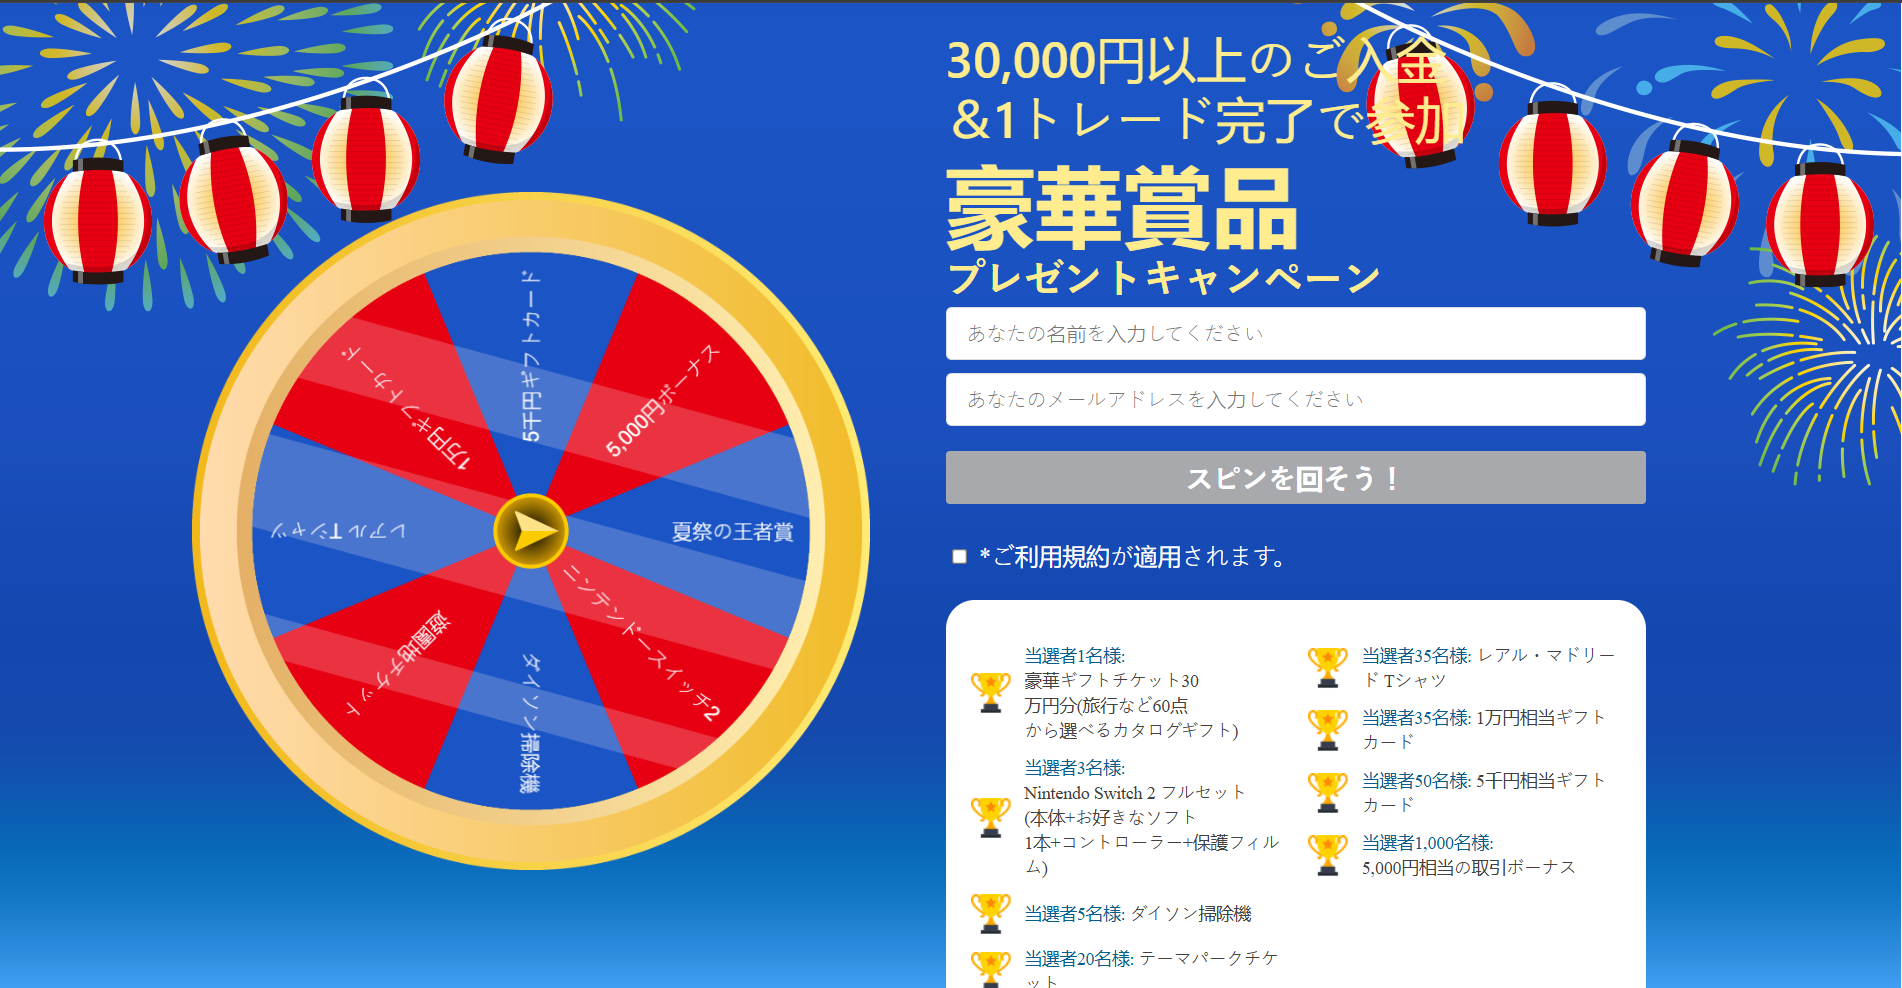 30,000円以上のご入金
&1トレード完了で参加
豪華賞品
プレゼントキャンペーン
あなたの名前を入力してください
あなたのメールアドレスを入力してください
スピンを回そう！
*ご利用規約が適用されます。
5千円ギフトカード
5,000円ボーナス
夏祭の王者賞
ニンテンドースイッチ2
ダイソン掃除機
遊園地チケット
レアルTシャツ
1万円ギフトカード
当選者1名様:
豪華ギフトチケット30
万円分(旅行など60点
から選べるカタログギフト)
当選者3名様:
Nintendo Switch 2 フルセット
(本体+お好きなソフト
1本+コントローラー+保護フィル
ム)
当選者5名様: ダイソン掃除機
当選者20名様: テーマパークチケ
ット
当選者35名様: レアル・マドリー
ド Tシャツ
当選者35名様: 1万円相当ギフト
カード
当選者50名様: 5千円相当ギフト
カード
当選者1,000名様:
5,000円相当の取引ボーナス